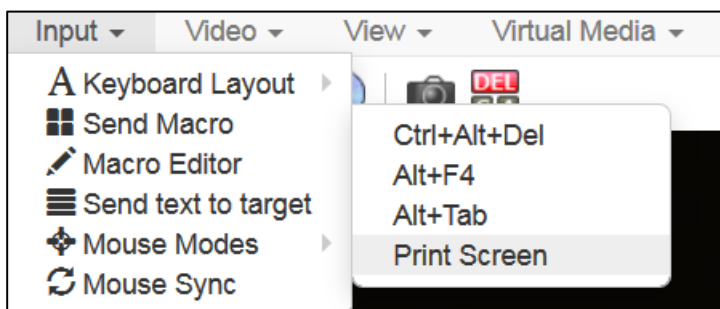 Input Video View Virtual Media
A Keyboard Layout
Send Macro
Macro Editor
Send text to target
Mouse Modes
Mouse Sync
DEL
Ctrl+Alt+Del
Alt+F4
Alt+Tab
Print Screen